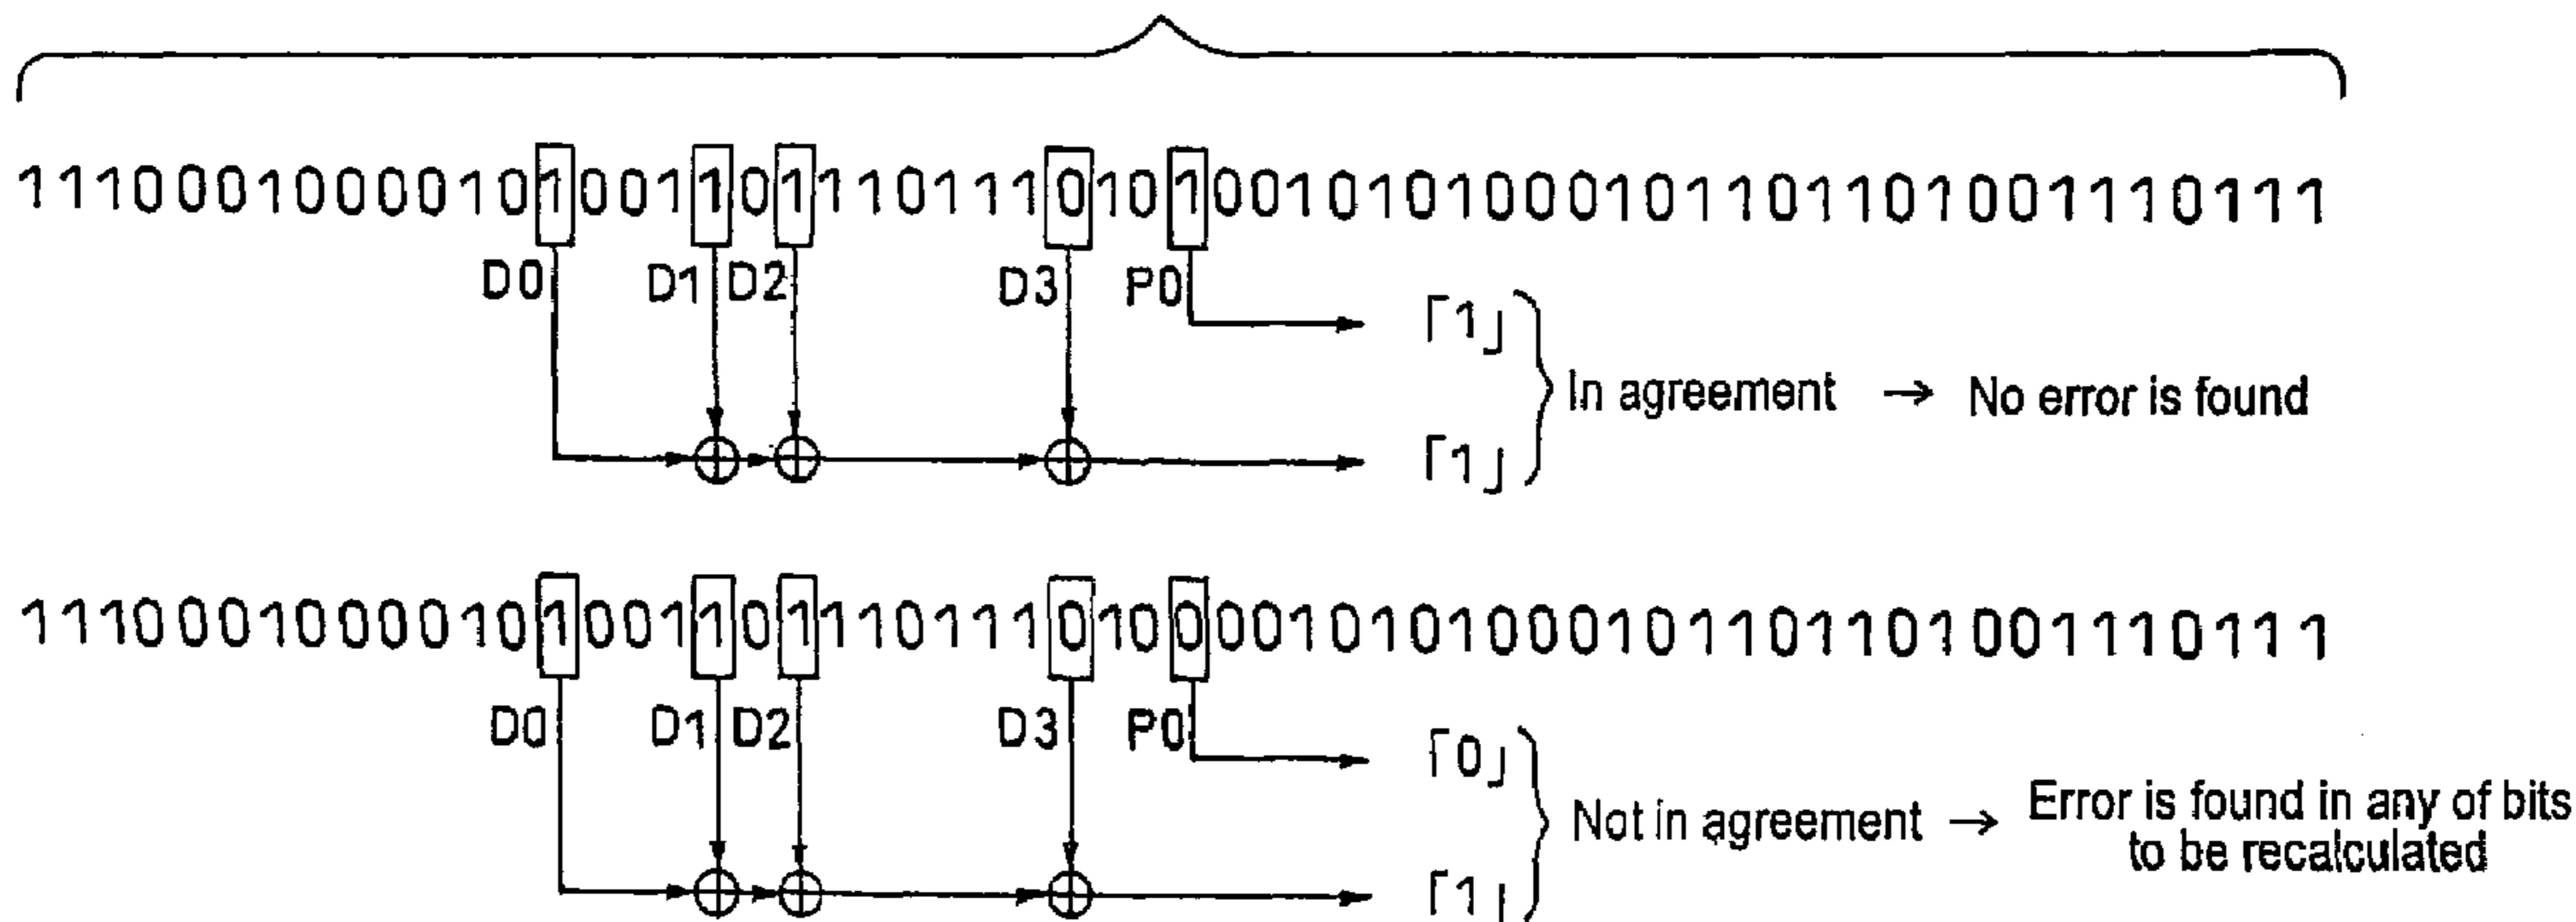 1110001000010100110111011101010010101000101101101001110111
D0 D1 D2 D3 P0
「1」
In agreement → No error is found
「1」
1110001000010100110111011101000010101000101101101001110111
D0 D1 D2 D3 P0
「0」
Not in agreement → Error is found in any of bits
to be recalculated
「1」